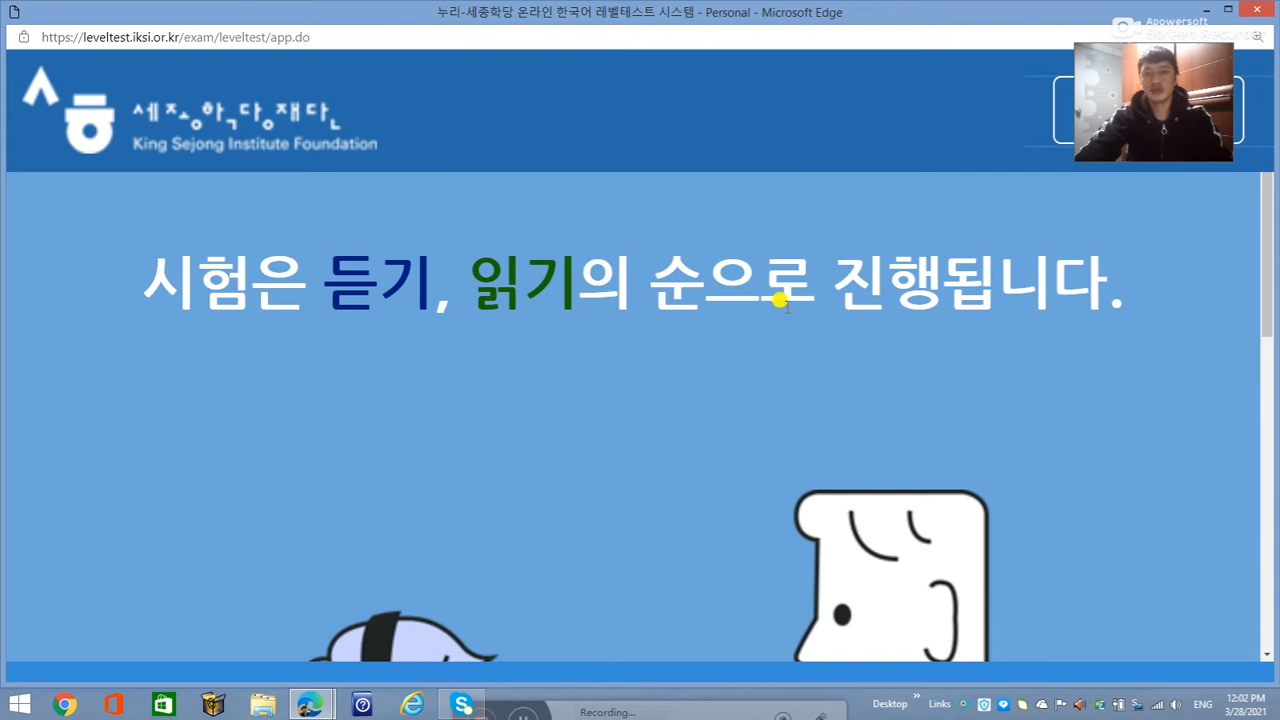 누리-세종학당 온라인 한국어 레벨테스트 시스템 - Personal - Microsoft Edge
https://leveltest.iksi.or.kr/exam/leveltest/app.do
Apowersoft
Screen Recorder
세종학당재단
King Sejong Institute Foundation
시험은 듣기, 읽기의 순으로 진행됩니다.
Recording...
Desktop
Links
ENG
12:02 PM
3/28/2021